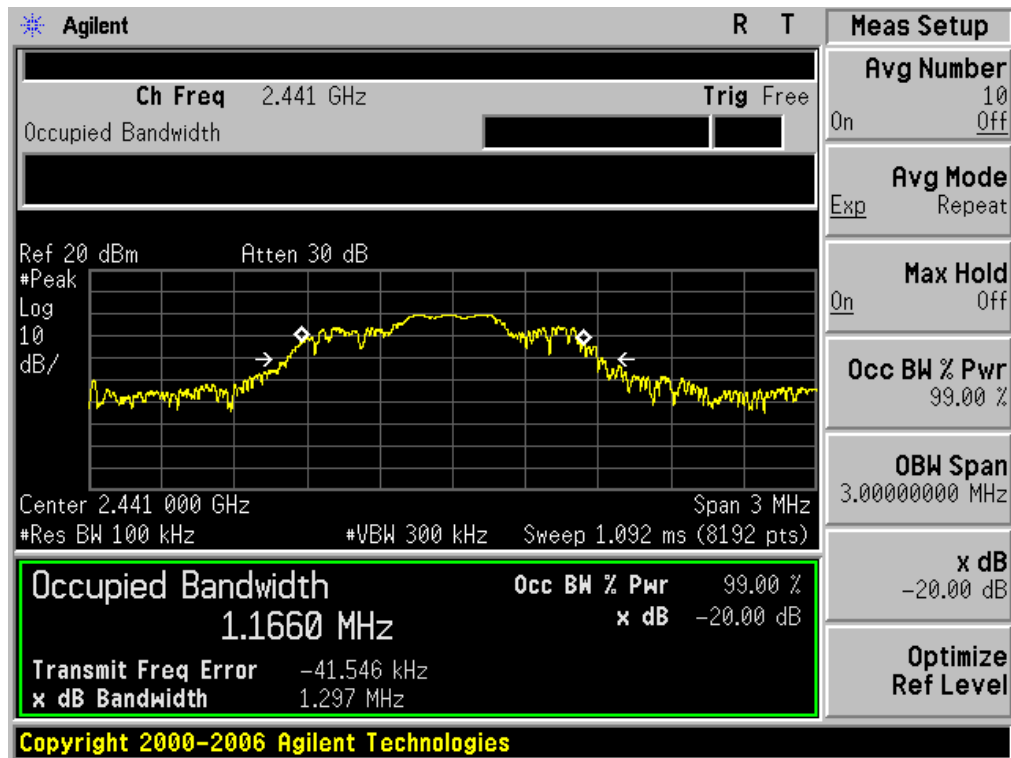 Agilent R T
Ch Freq 2.441 GHz Trig Free
Occupied Bandwidth
Ref 20 dBm Atten 30 dB
#Peak
Log
10
dB/
Center 2.441 000 GHz Span 3 MHz
#Res BW 100 kHz #VBW 300 kHz Sweep 1.092 ms (8192 pts)
Occupied Bandwidth Occ BW % Pwr 99.00 %
1.1660 MHz x dB -20.00 dB
Transmit Freq Error -41.546 kHz
x dB Bandwidth 1.297 MHz
Copyright 2000-2006 Agilent Technologies
Meas Setup
Avg Number
10
On Off
Avg Mode
Exp Repeat
Max Hold
On Off
Occ BW % Pwr
99.00 %
OBW Span
3.00000000 MHz
x dB
-20.00 dB
Optimize
Ref Level